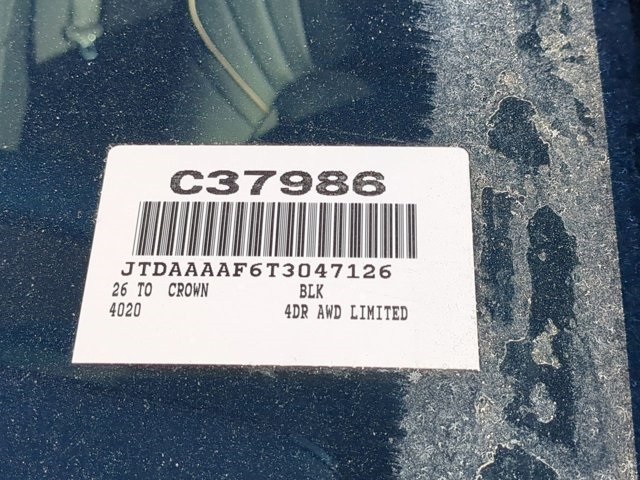 C37986
JTDAAAAF6T3047126
26 TO CROWN BLK
4020 4DR AWD LIMITED